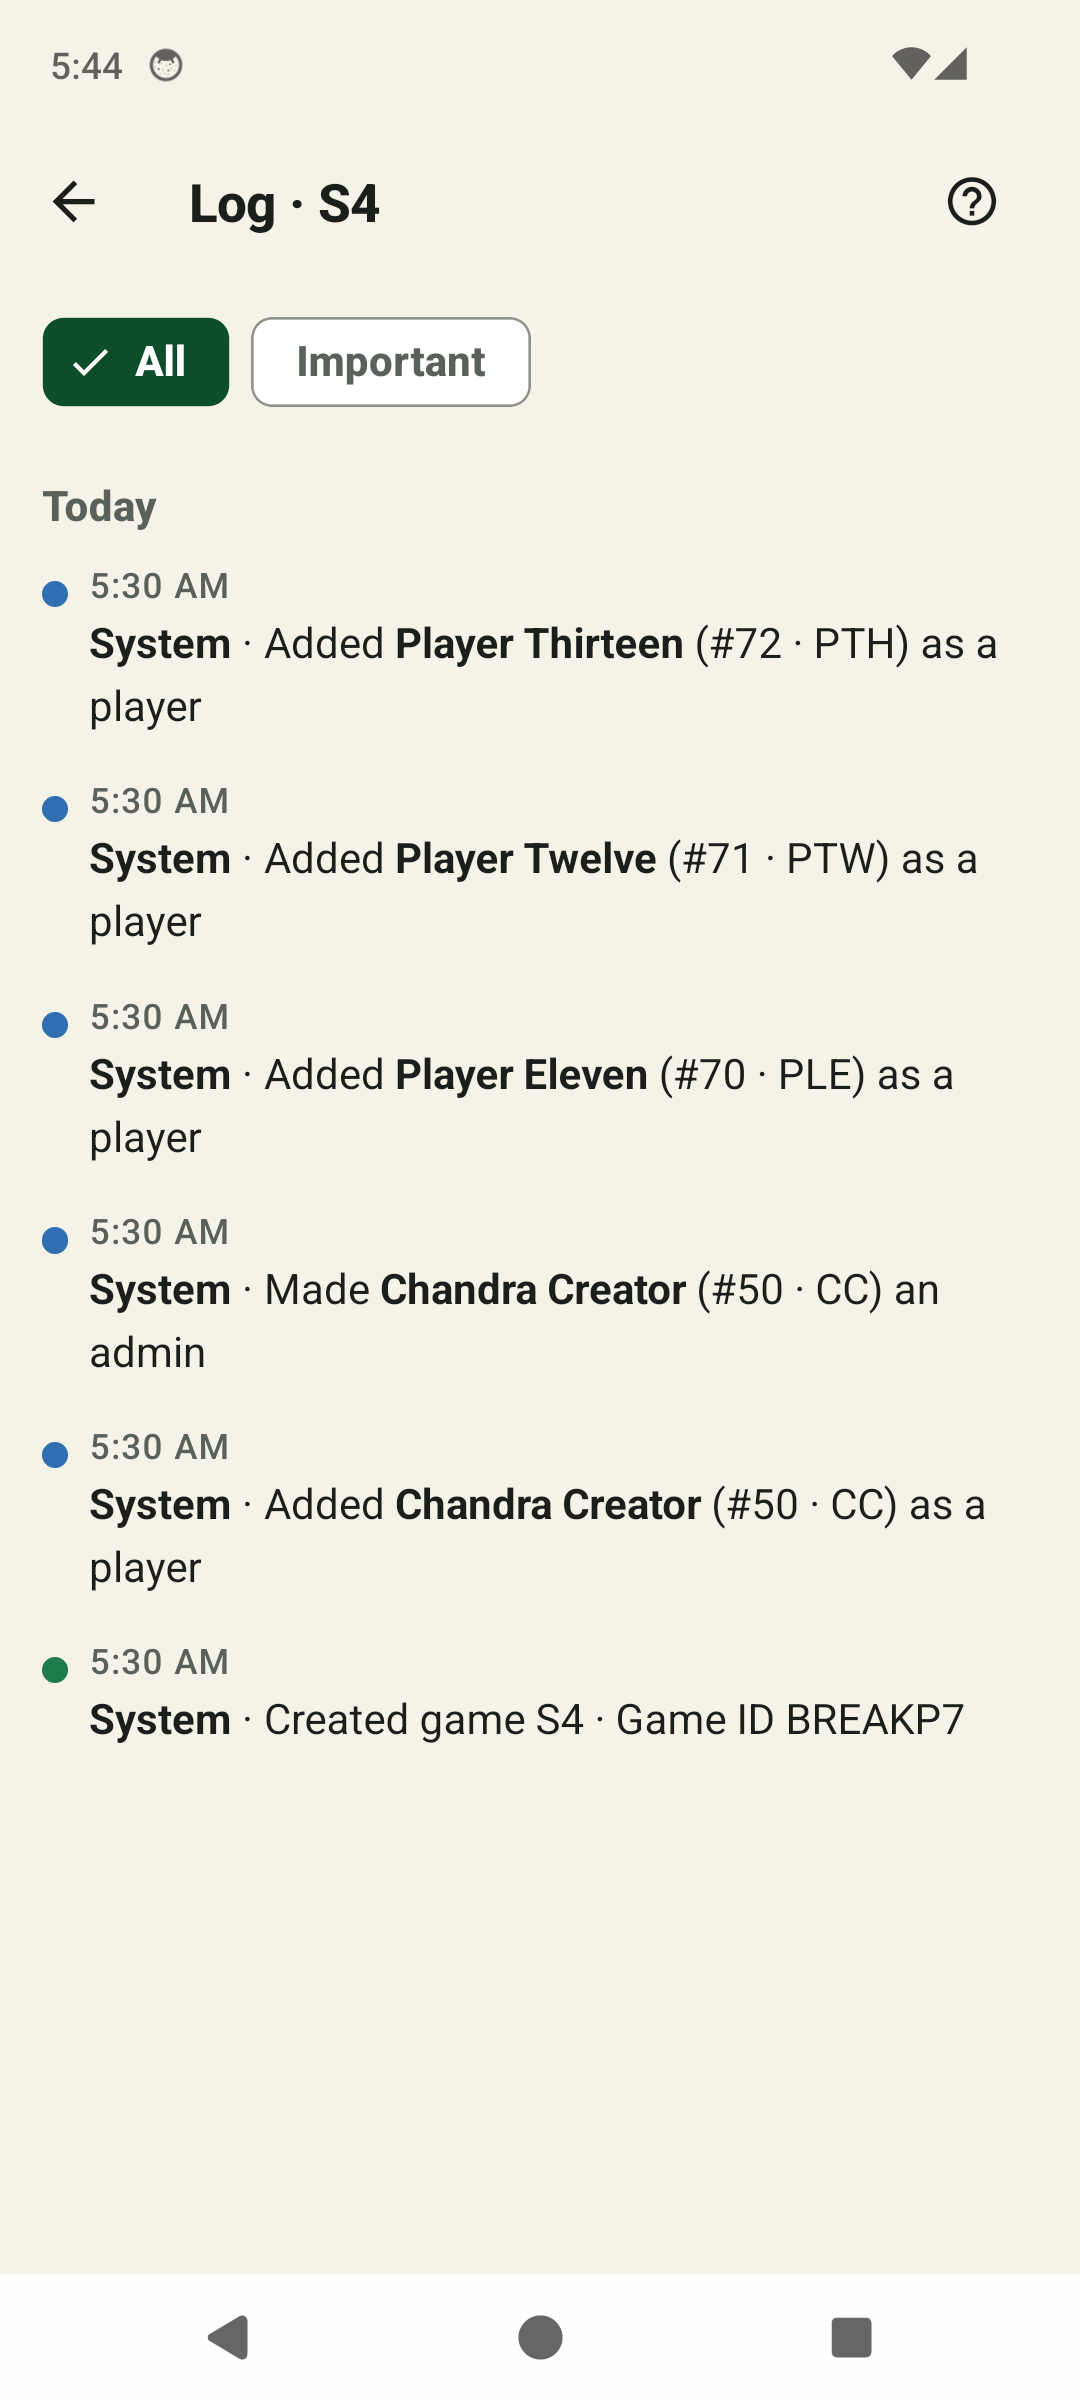 5:44
Log · S4
All
Important
Today
5:30 AM
System · Added Player Thirteen (#72 · PTH) as a
player
5:30 AM
System · Added Player Twelve (#71 · PTW) as a
player
5:30 AM
System · Added Player Eleven (#70 · PLE) as a
player
5:30 AM
System · Made Chandra Creator (#50 · CC) an
admin
5:30 AM
System · Added Chandra Creator (#50 · CC) as a
player
5:30 AM
System · Created game S4 · Game ID BREAKP7